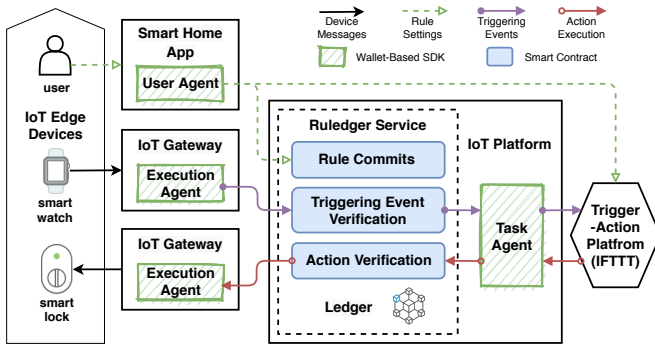 Device
Messages
Rule
Settings
Triggering
Events
Action
Execution
Wallet-Based SDK
Smart Contract
user
IoT Edge
Devices
smart
watch
smart
lock
Smart Home
App
User Agent
IoT Gateway
Execution
Agent
IoT Gateway
Execution
Agent
Ruledger Service
Rule Commits
Triggering Event
Verification
Action Verification
Ledger
IoT Platform
Task
Agent
Trigger
-Action
Platfrom
(IFTTT)